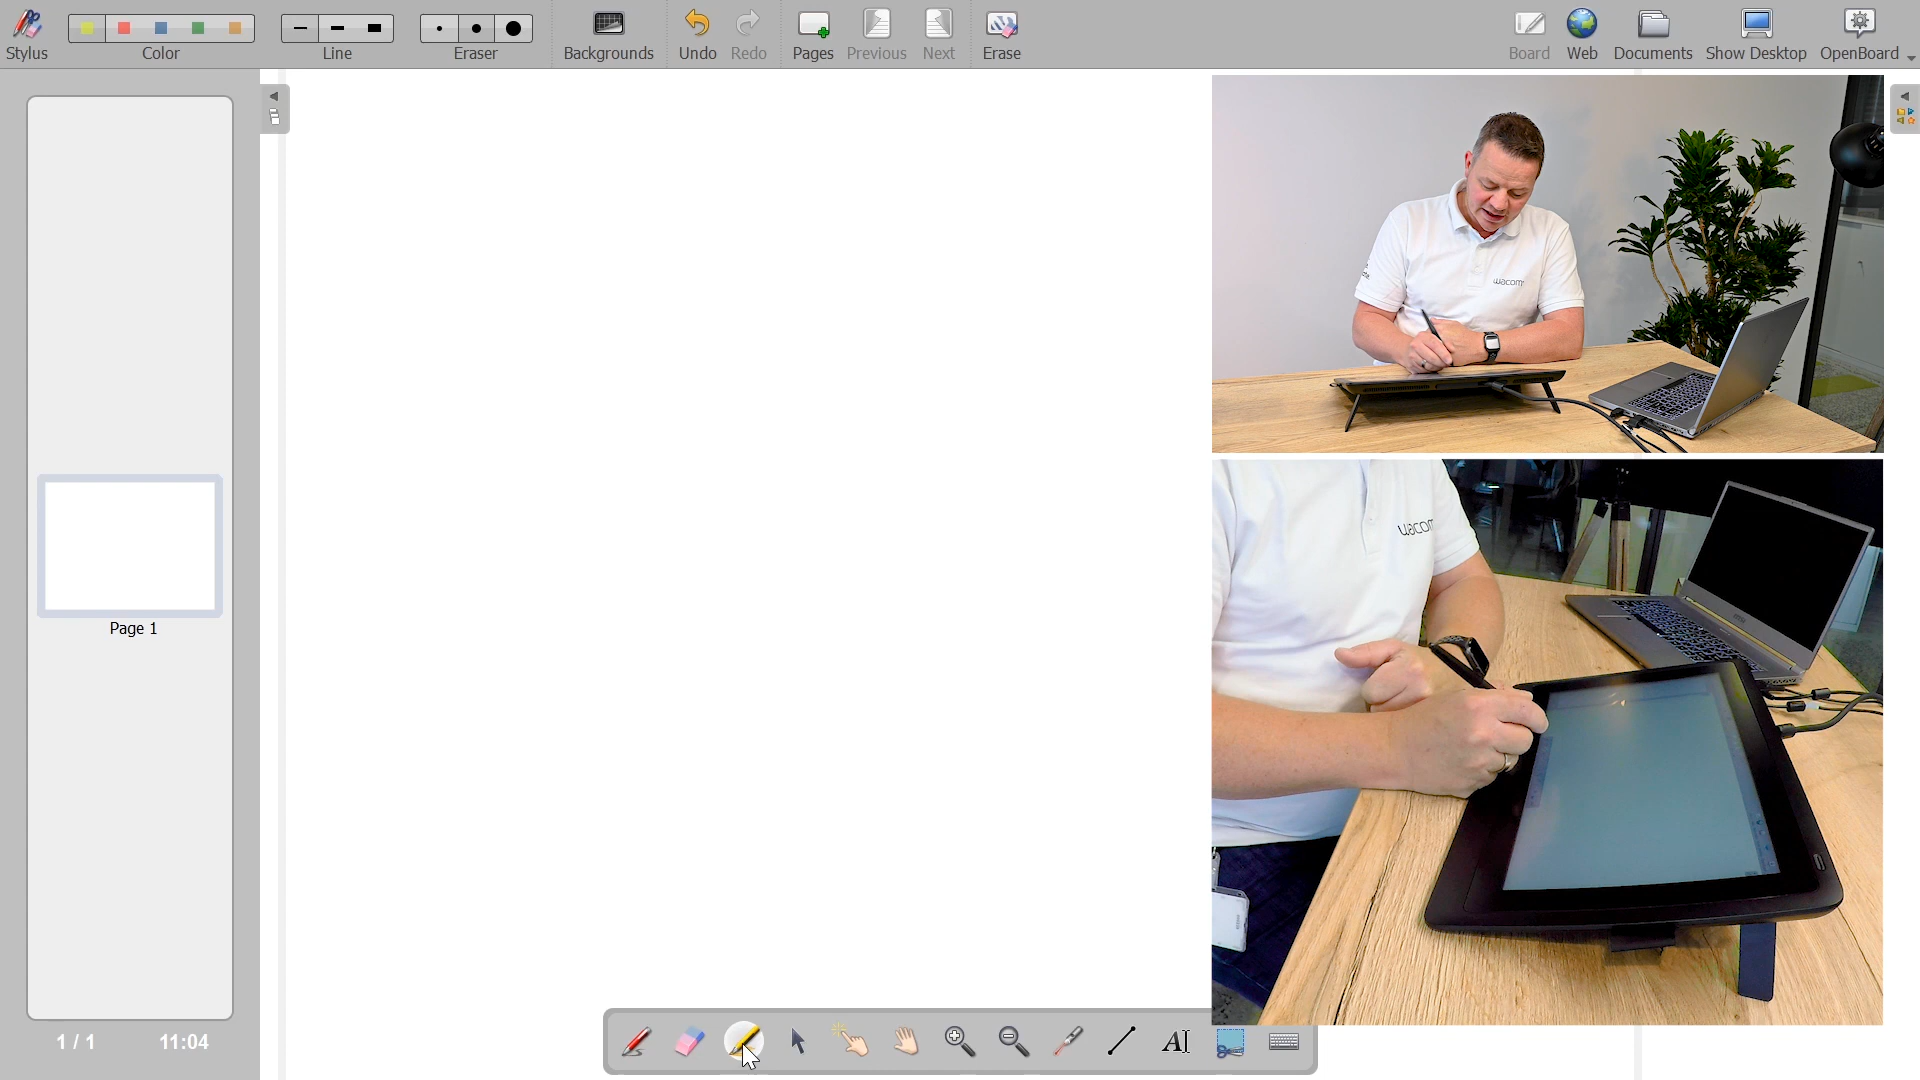 Stylus
Color
Line
Eraser
Backgrounds
Undo
Redo
Pages
Previous
Next
Erase
Board
Web
Documents
Show Desktop
OpenBoard
wacom
wacom
Page 1
1 / 1
11:04
AI